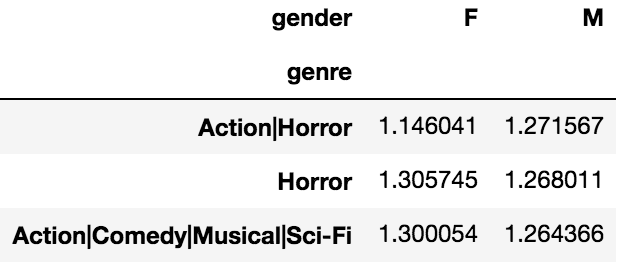 gender F M
genre
Action|Horror 1.146041 1.271567
Horror 1.305745 1.268011
Action|Comedy|Musical|Sci-Fi 1.300054 1.264366